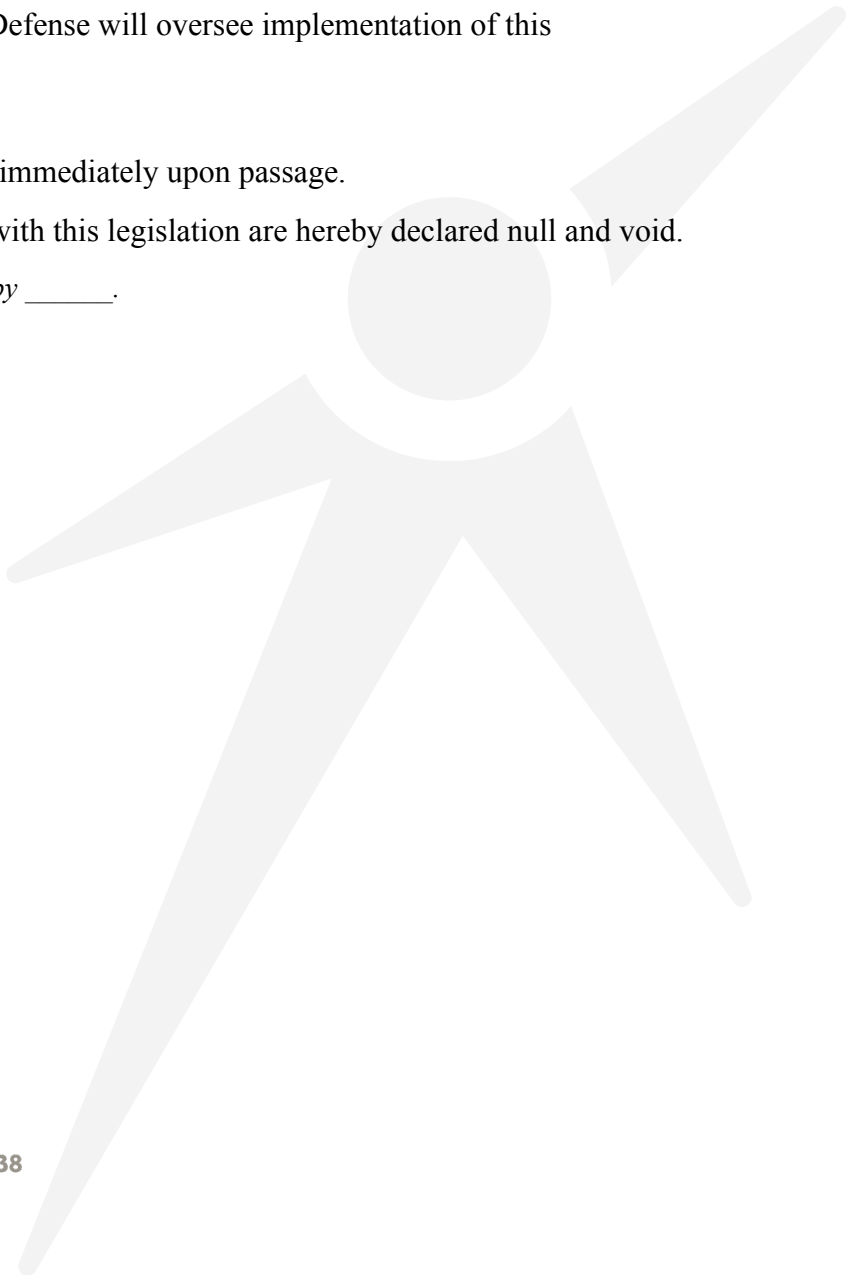 Defense will oversee implementation of this
immediately upon passage.
with this legislation are hereby declared null and void.
by ______.
38